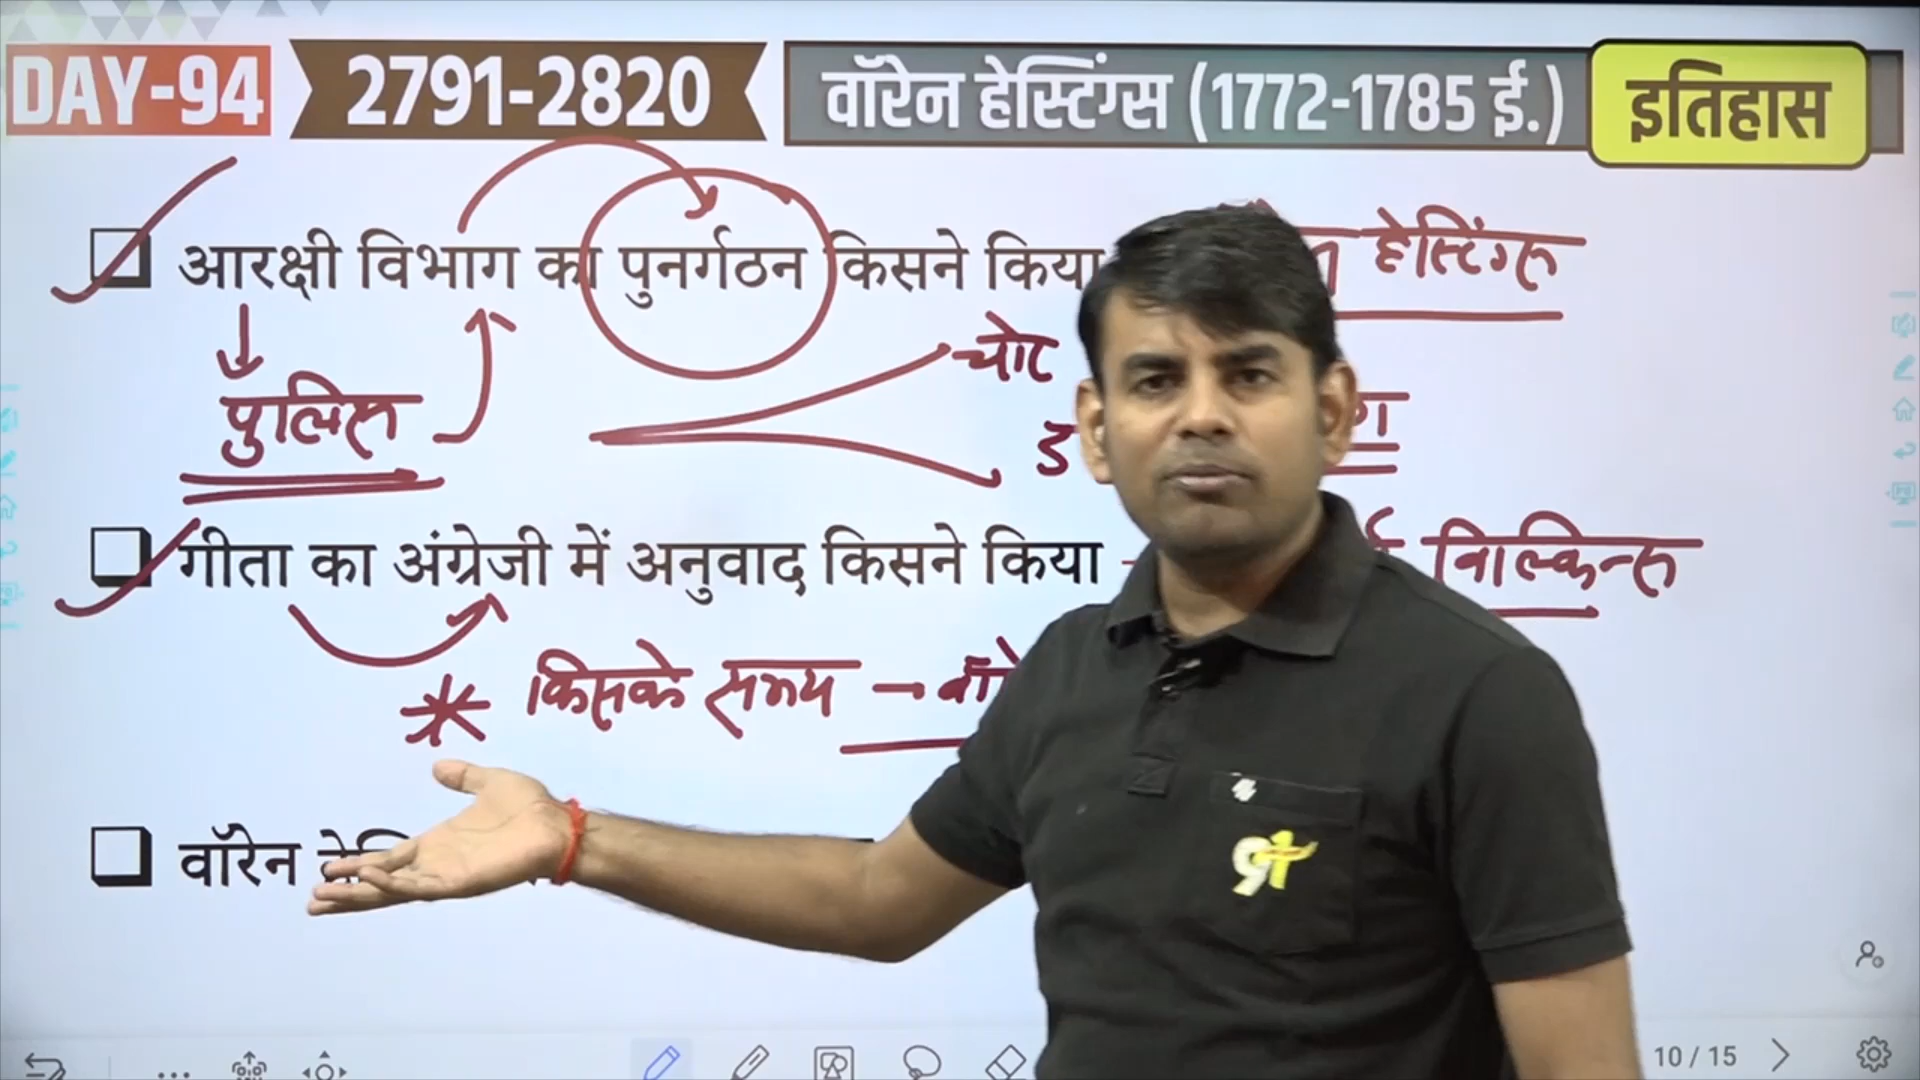 DAY-94 2791-2820 वॉरेन हेस्टिंग्स (1772-1785 ई.) इतिहास
आरक्षी विभाग का पुनर्गठन किसने किया हेस्टिंग्स
चोर
पुलिस
गीता का अंग्रेजी में अनुवाद किसने किया विल्किन्स
किसके समय
वॉरेन
10 / 15